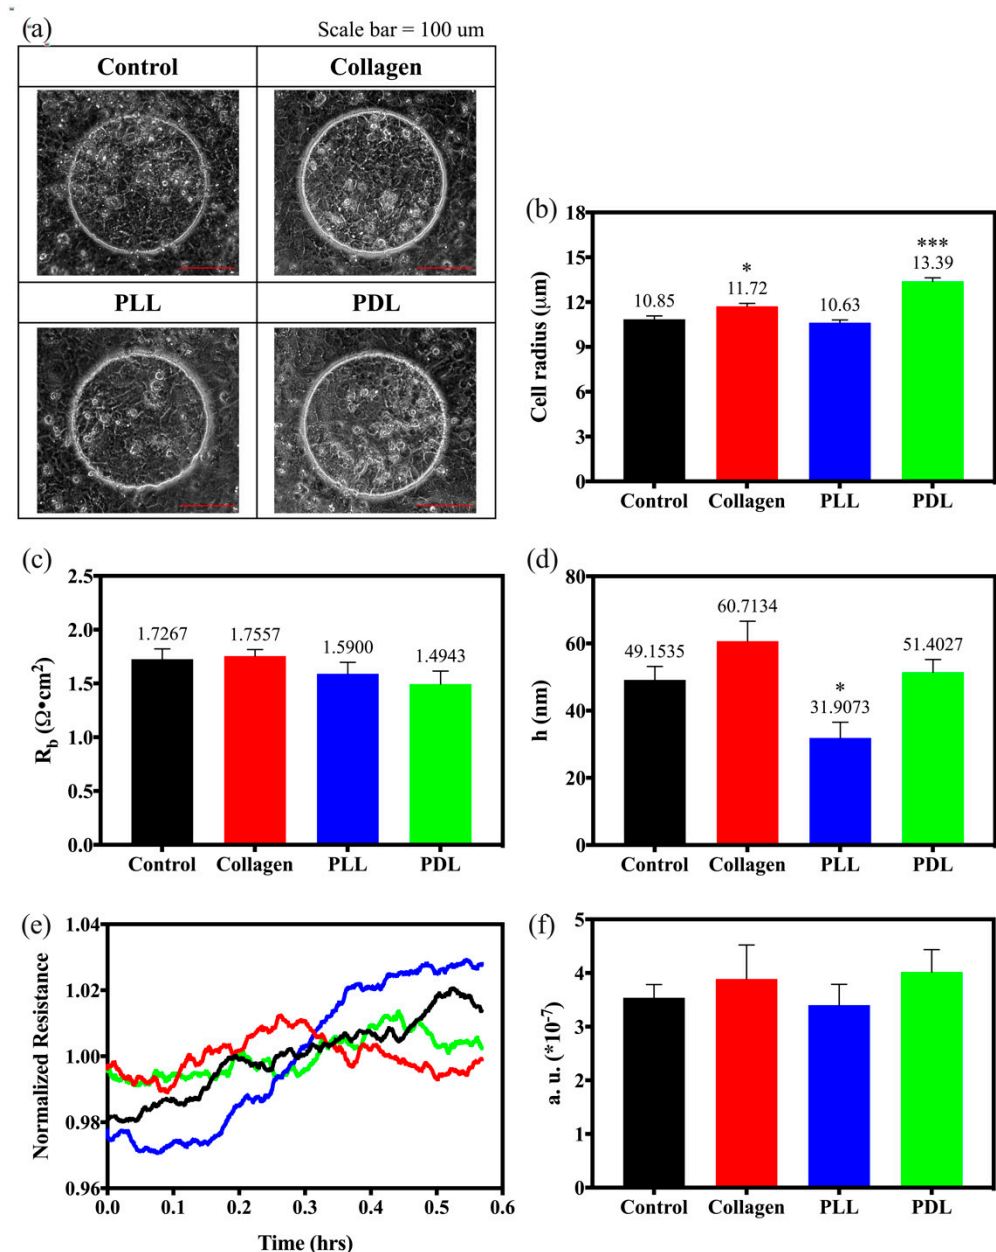 (a)
Scale bar = 100 um
Control
Collagen
PLL
PDL
(b)
18
15
12
9
6
3
0
Cell radius (μm)
10.85
*
11.72
10.63
***
13.39
Control
Collagen
PLL
PDL
(c)
2.5
2.0
1.5
1.0
0.5
0.0
R_b (Ω•cm²)
1.7267
1.7557
1.5900
1.4943
Control
Collagen
PLL
PDL
(d)
80
60
40
20
0
h (nm)
49.1535
60.7134
*
31.9073
51.4027
Control
Collagen
PLL
PDL
(e)
1.04
1.02
1.00
0.98
0.96
Normalized Resistance
0.0
0.1
0.2
0.3
0.4
0.5
0.6
Time (hrs)
(f)
5
4
3
2
1
0
a. u. (*10⁻⁷)
Control
Collagen
PLL
PDL